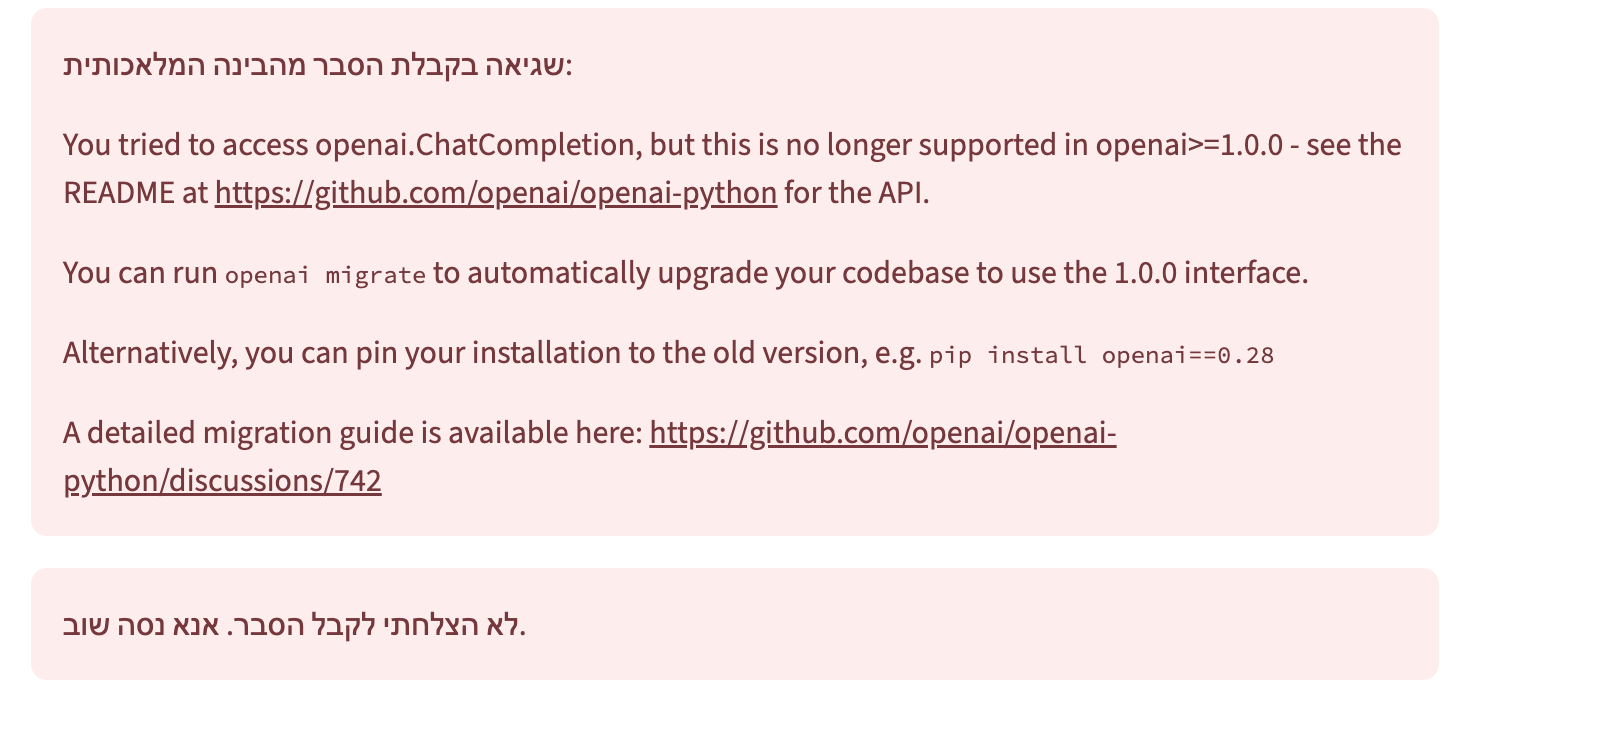 שגיאה בקבלת הסבר מהבינה המלאכותית:
You tried to access openai.ChatCompletion, but this is no longer supported in openai>=1.0.0 - see the
README at https://github.com/openai/openai-python for the API.
You can run openai migrate to automatically upgrade your codebase to use the 1.0.0 interface.
Alternatively, you can pin your installation to the old version, e.g. pip install openai==0.28
A detailed migration guide is available here: https://github.com/openai/openai-
python/discussions/742
לא הצלחתי לקבל הסבר. אנא נסה שוב.